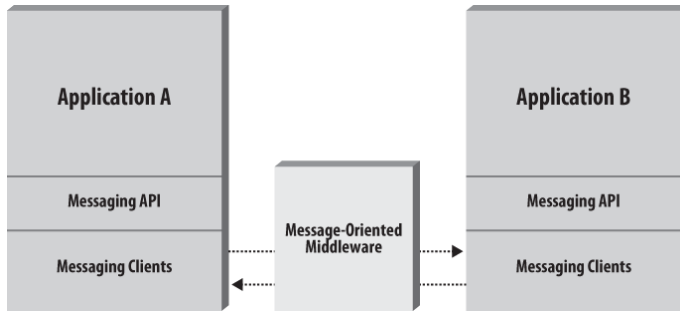 Application A
Messaging API
Messaging Clients
Message-Oriented
Middleware
Application B
Messaging API
Messaging Clients